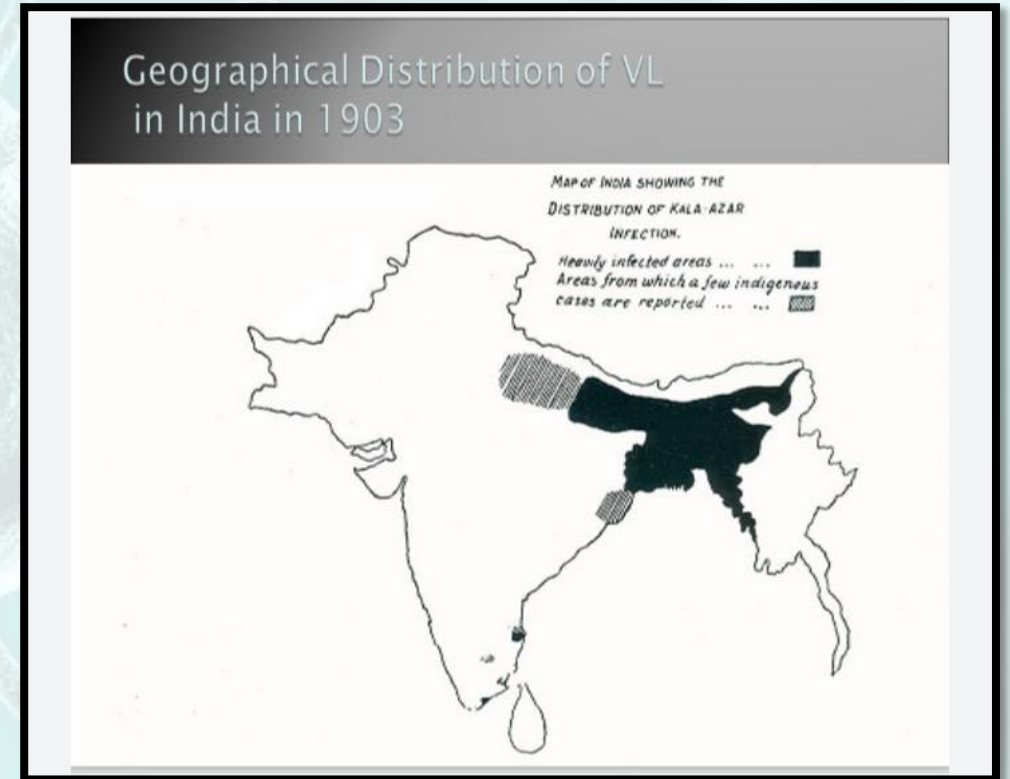 Geographical Distribution of VL
in India in 1903
MAP OF INDIA SHOWING THE
DISTRIBUTION OF KALA-AZAR
INFECTION.
Heavily infected areas ... ...
Areas from which a few indigenous
cases are reported ... ...